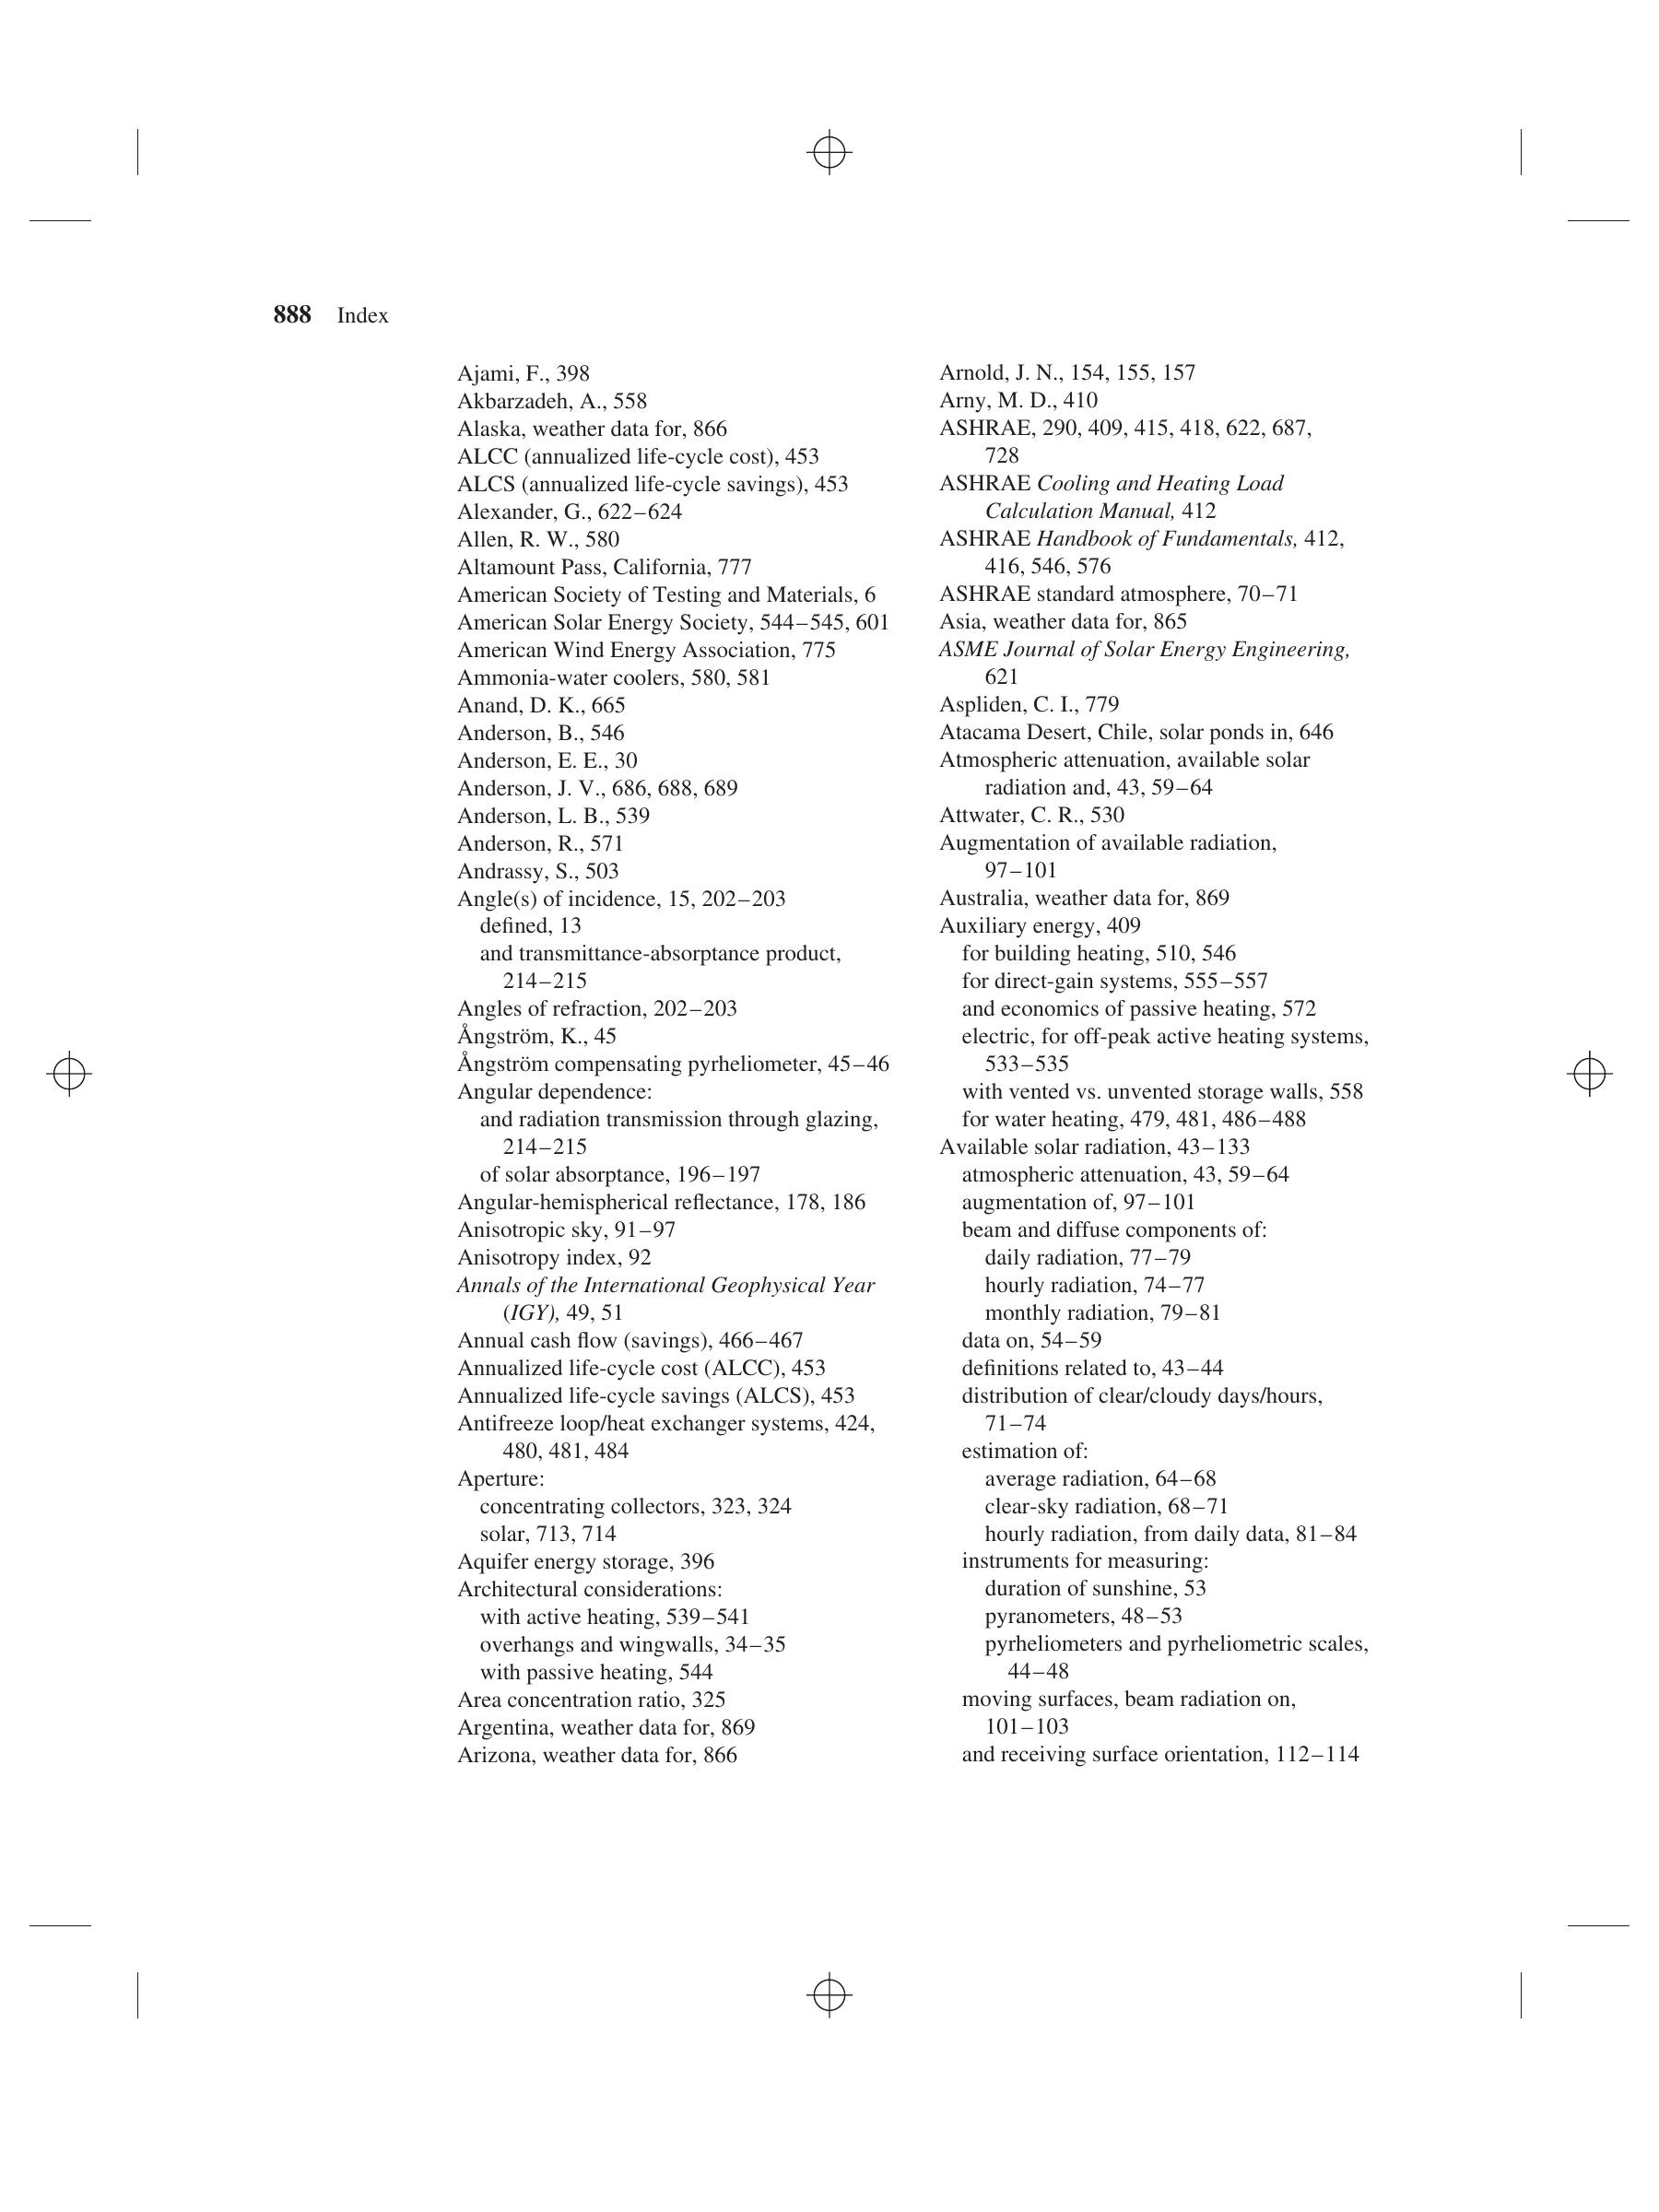 888 Index
Ajami, F., 398
Akbarzadeh, A., 558
Alaska, weather data for, 866
ALCC (annualized life-cycle cost), 453
ALCS (annualized life-cycle savings), 453
Alexander, G., 622–624
Allen, R. W., 580
Altamount Pass, California, 777
American Society of Testing and Materials, 6
American Solar Energy Society, 544–545, 601
American Wind Energy Association, 775
Ammonia-water coolers, 580, 581
Anand, D. K., 665
Anderson, B., 546
Anderson, E. E., 30
Anderson, J. V., 686, 688, 689
Anderson, L. B., 539
Anderson, R., 571
Andrassy, S., 503
Angle(s) of incidence, 15, 202–203
defined, 13
and transmittance-absorptance product,
214–215
Angles of refraction, 202–203
Ångström, K., 45
Ångström compensating pyrheliometer, 45–46
Angular dependence:
and radiation transmission through glazing,
214–215
of solar absorptance, 196–197
Angular-hemispherical reflectance, 178, 186
Anisotropic sky, 91–97
Anisotropy index, 92
Annals of the International Geophysical Year
(IGY), 49, 51
Annual cash flow (savings), 466–467
Annualized life-cycle cost (ALCC), 453
Annualized life-cycle savings (ALCS), 453
Antifreeze loop/heat exchanger systems, 424,
480, 481, 484
Aperture:
concentrating collectors, 323, 324
solar, 713, 714
Aquifer energy storage, 396
Architectural considerations:
with active heating, 539–541
overhangs and wingwalls, 34–35
with passive heating, 544
Area concentration ratio, 325
Argentina, weather data for, 869
Arizona, weather data for, 866
Arnold, J. N., 154, 155, 157
Arny, M. D., 410
ASHRAE, 290, 409, 415, 418, 622, 687,
728
ASHRAE Cooling and Heating Load
Calculation Manual, 412
ASHRAE Handbook of Fundamentals, 412,
416, 546, 576
ASHRAE standard atmosphere, 70–71
Asia, weather data for, 865
ASME Journal of Solar Energy Engineering,
621
Aspliden, C. I., 779
Atacama Desert, Chile, solar ponds in, 646
Atmospheric attenuation, available solar
radiation and, 43, 59–64
Attwater, C. R., 530
Augmentation of available radiation,
97–101
Australia, weather data for, 869
Auxiliary energy, 409
for building heating, 510, 546
for direct-gain systems, 555–557
and economics of passive heating, 572
electric, for off-peak active heating systems,
533–535
with vented vs. unvented storage walls, 558
for water heating, 479, 481, 486–488
Available solar radiation, 43–133
atmospheric attenuation, 43, 59–64
augmentation of, 97–101
beam and diffuse components of:
daily radiation, 77–79
hourly radiation, 74–77
monthly radiation, 79–81
data on, 54–59
definitions related to, 43–44
distribution of clear/cloudy days/hours,
71–74
estimation of:
average radiation, 64–68
clear-sky radiation, 68–71
hourly radiation, from daily data, 81–84
instruments for measuring:
duration of sunshine, 53
pyranometers, 48–53
pyrheliometers and pyrheliometric scales,
44–48
moving surfaces, beam radiation on,
101–103
and receiving surface orientation, 112–114